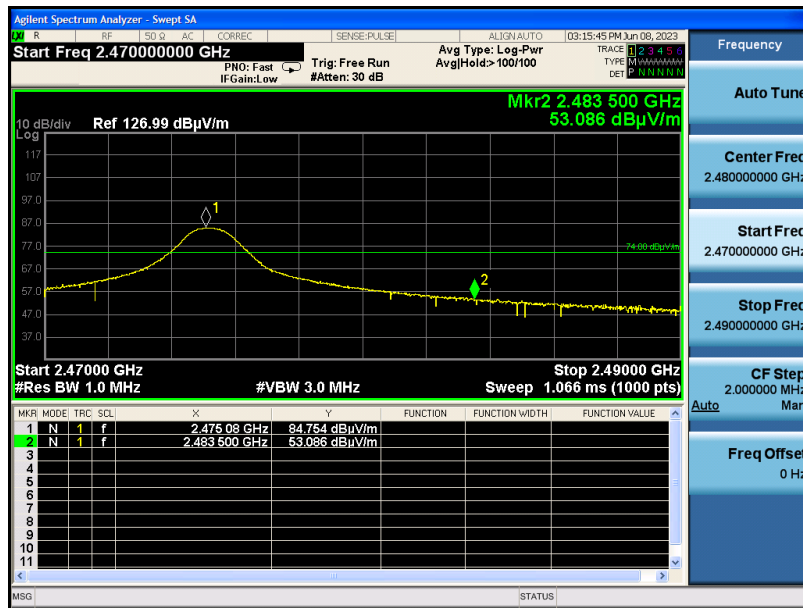 Agilent Spectrum Analyzer - Swept SA
LXI R RF 50 Ω AC CORREC SENSE:PULSE ALIGN AUTO 03:15:45 PM Jun 08, 2023
Start Freq 2.470000000 GHz
Avg Type: Log-Pwr
TRACE 1 2 3 4 5 6
PNO: Fast
Trig: Free Run
Avg|Hold:>100/100
TYPE M W W W W W
IFGain:Low
#Atten: 30 dB
DET P N N N N N
Mkr2 2.483 500 GHz
53.086 dBµV/m
10 dB/div Ref 126.99 dBµV/m
Log
117
107
97.0
87.0
77.0
67.0
57.0
47.0
37.0
1
74.00 dBµV/m
2
Start 2.47000 GHz Stop 2.49000 GHz
#Res BW 1.0 MHz #VBW 3.0 MHz Sweep 1.066 ms (1000 pts)
MKR MODE TRC SCL X Y FUNCTION FUNCTION WIDTH FUNCTION VALUE
1 N 1 f 2.475 08 GHz 84.754 dBµV/m
2 N 1 f 2.483 500 GHz 53.086 dBµV/m
3
4
5
6
7
8
9
10
11
MSG STATUS
Frequency
Auto Tune
Center Freq
2.480000000 GHz
Start Freq
2.470000000 GHz
Stop Freq
2.490000000 GHz
CF Step
2.000000 MHz
Auto Man
Freq Offset
0 Hz